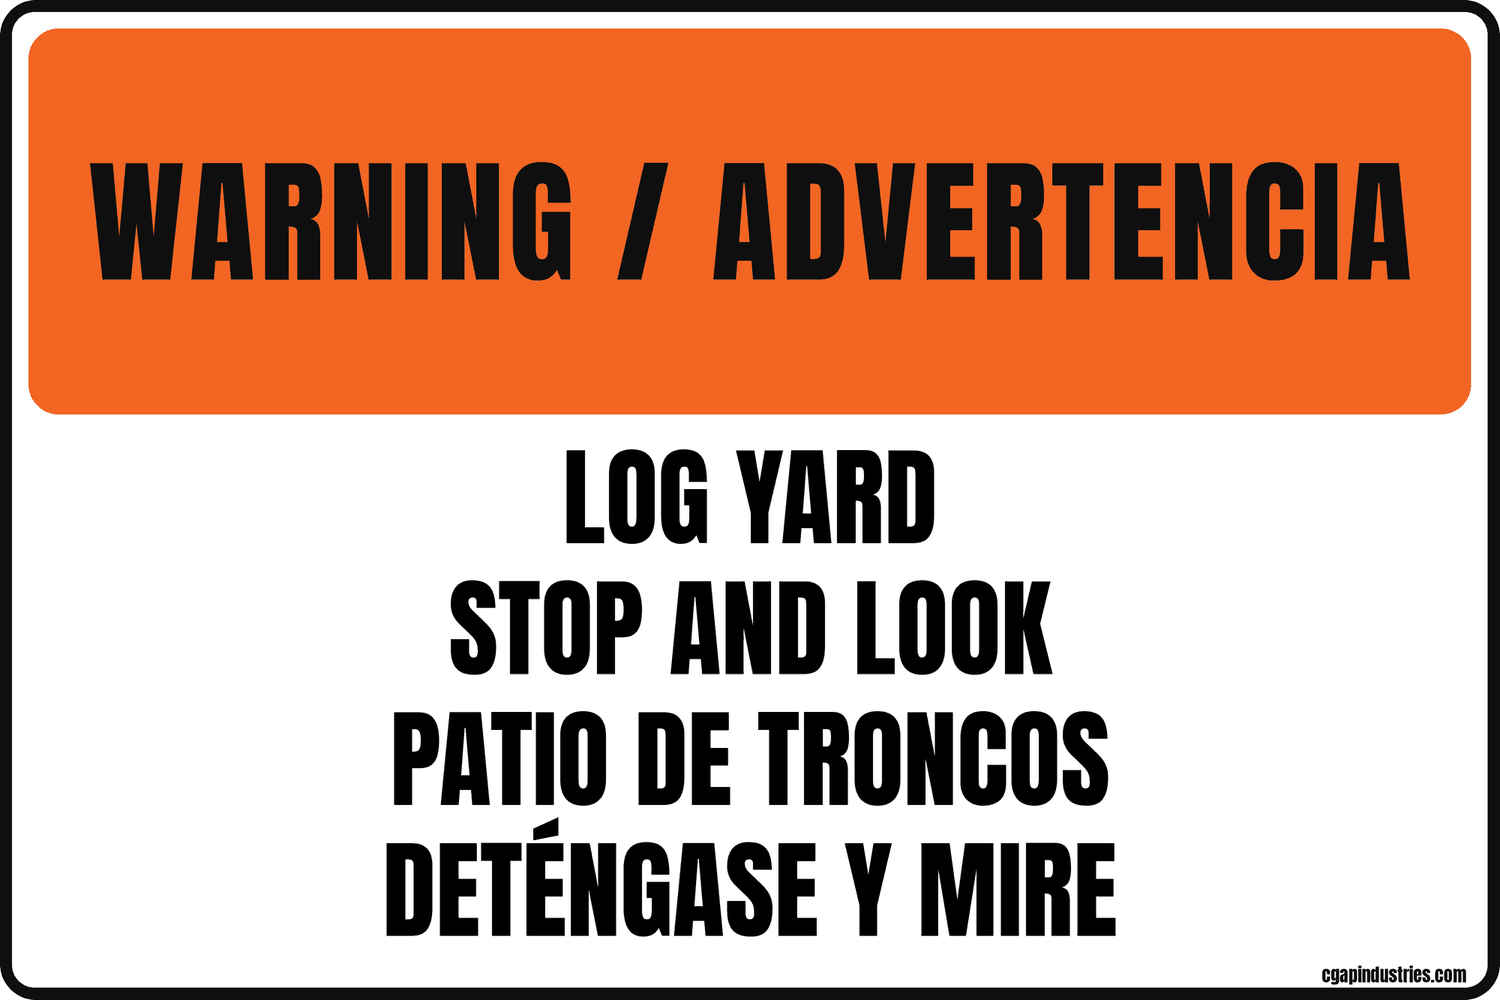 WARNING / ADVERTENCIA
LOG YARD
STOP AND LOOK
PATIO DE TRONCOS
DETÉNGASE Y MIRE
cgapindustries.com